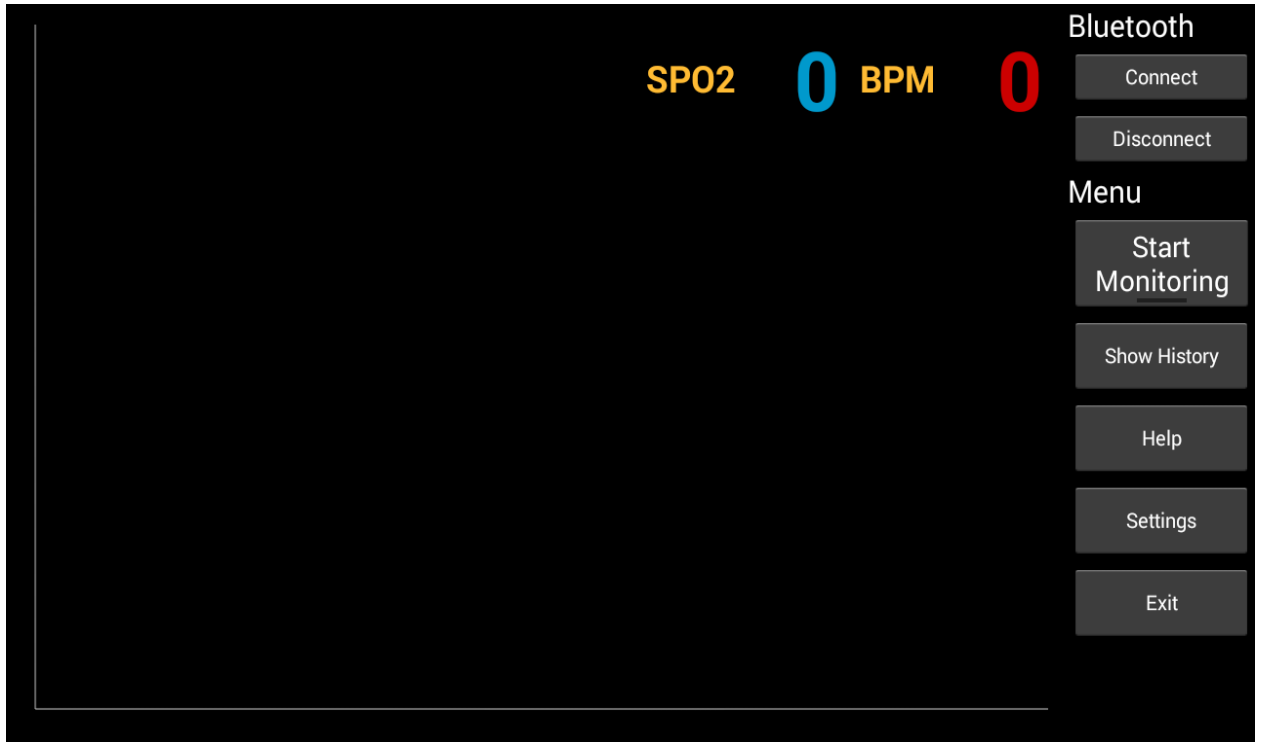 SPO2 0 BPM 0
Bluetooth
Connect
Disconnect
Menu
Start
Monitoring
Show History
Help
Settings
Exit